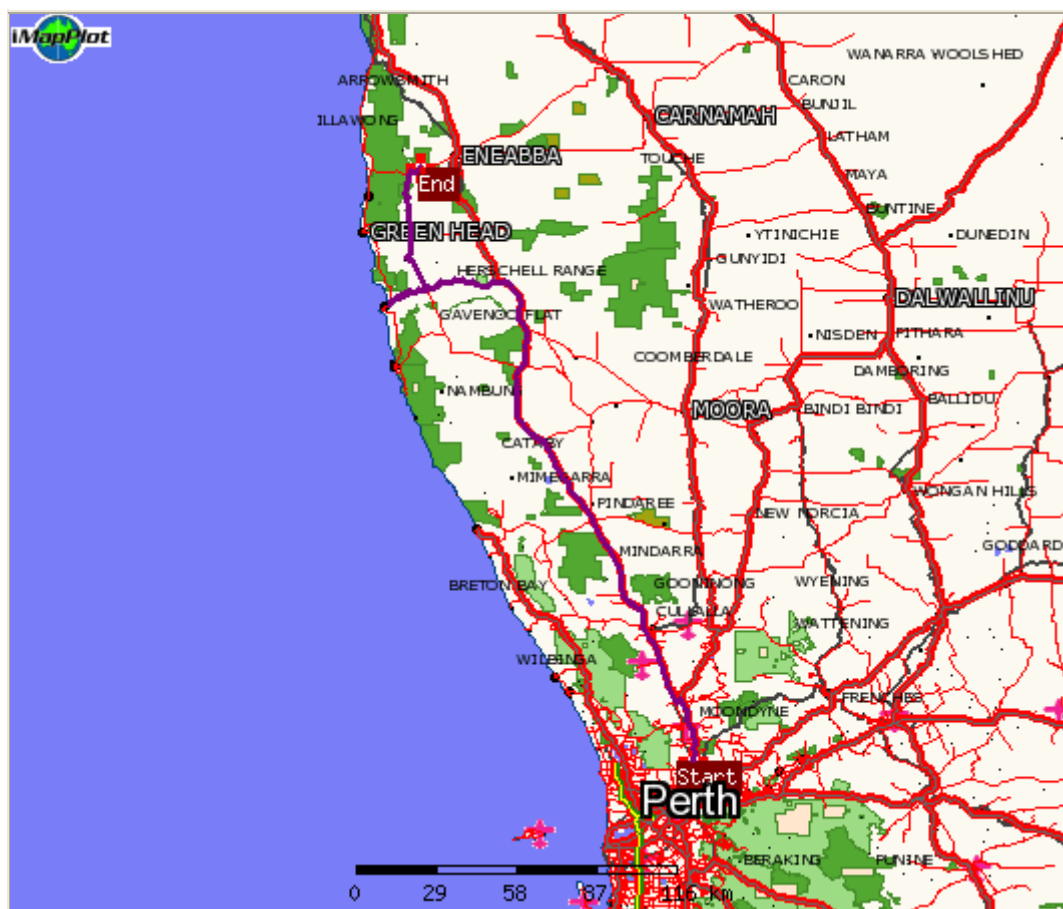 iMapPlot
WANARRA WOOLSHED
ARROWSMITH
CARON
BUNJIL
ILLAWONG
CARNAMAH
LATHAM
ENEABBA
TOUCHE
MAYA
End
BUNTINE
GREEN HEAD
YTINICHIE
DUNEDIN
GUNYIDI
HERSCHELL RANGE
DALWALLINU
WATHEROO
GAVENGO FLAT
NISDEN
PITHARA
COOMBERDALE
DAMBORING
NAMBUNG
BALLIDU
MOORA
BINDI BINDI
CATABY
MIMEGARRA
WONGAN HILLS
PINDAREE
NEW NORCIA
GODDARD
MINDARRA
BRETON BAY
GOONINONG
WYENING
CULLALLA
WATTENING
WILBINGA
FRENCHES
MOONDYNE
Start
Perth
BERAKING
PUNINE
0 29 58 87 116 km